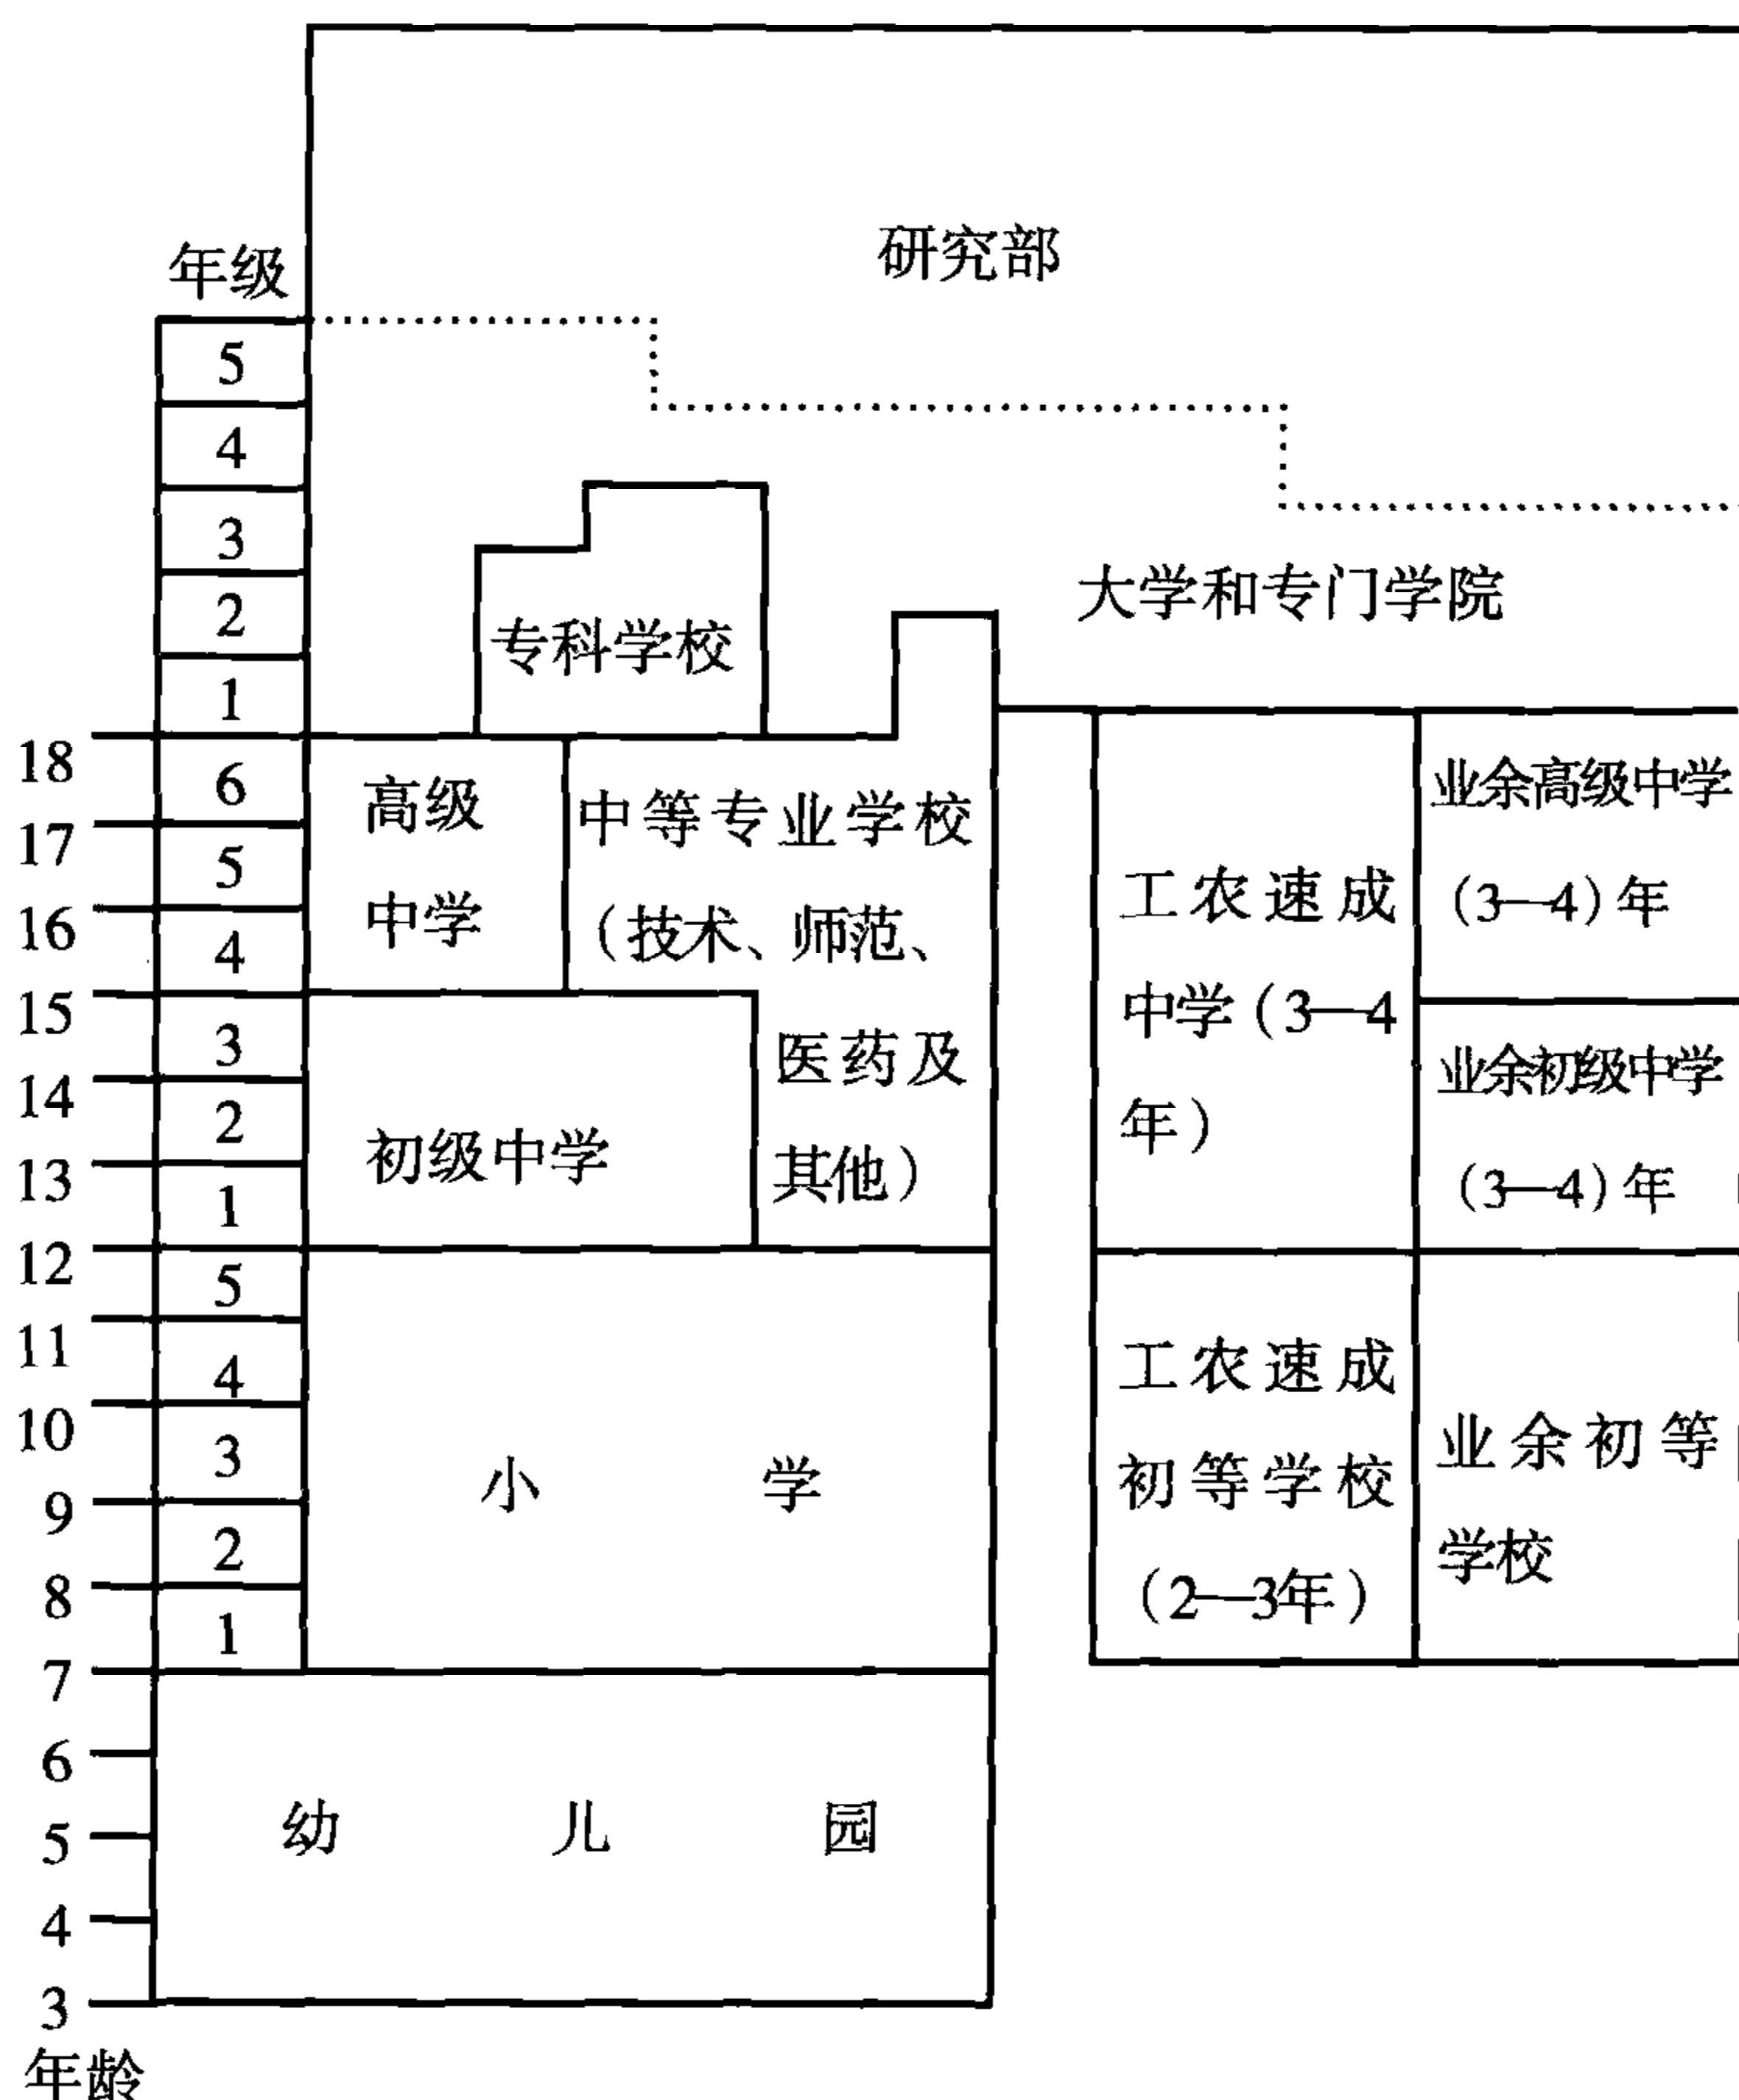 研究部
年级
5
4
3
2
1
大学和专门学院
专科学校
18
17
16
15
14
13
12
11
10
9
8
7
6
5
4
3
年龄
6
5
4
3
2
1
5
4
3
2
1
高级
中学
中等专业学校
（技术、师范、
医药及
其他）
初级中学
小学
幼儿园
工农速成
中学（3—4
年）
业余高级中学
（3—4）年
业余初级中学
（3—4）年
工农速成
初等学校
（2—3年）
业余初等
学校